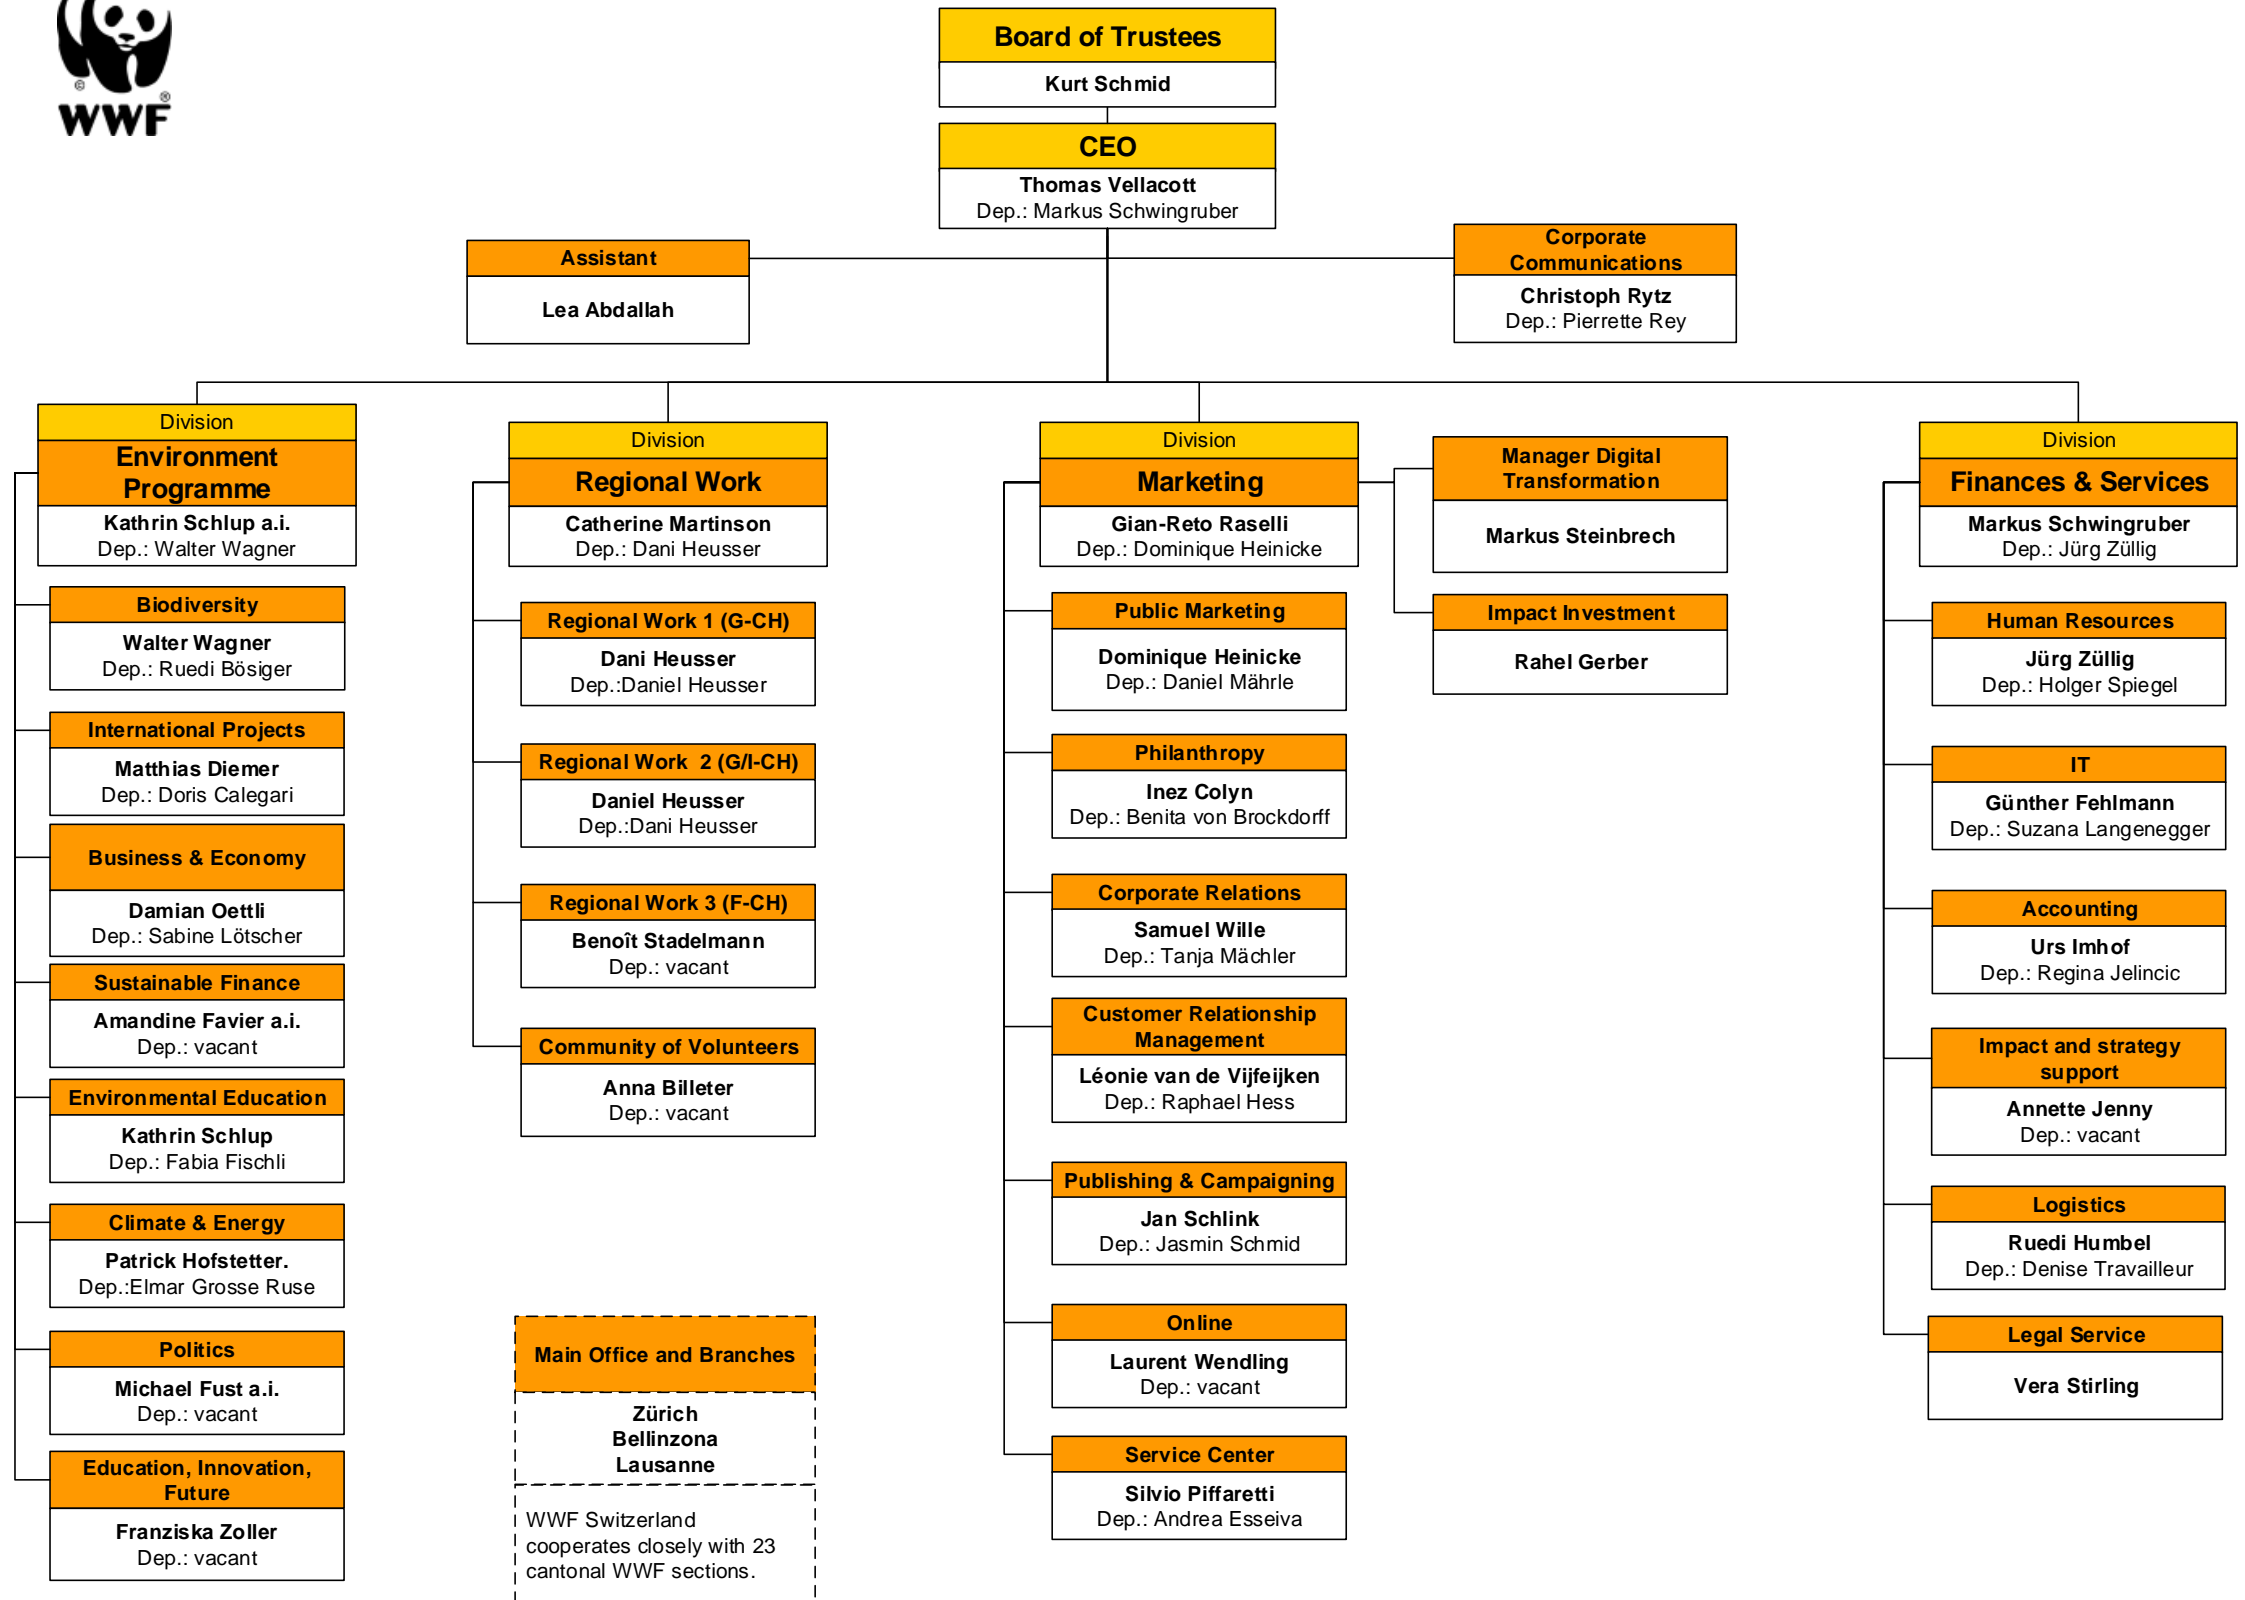 ©
®
WWF
Board of Trustees
Kurt Schmid
CEO
Thomas Vellacott
Dep.: Markus Schwingruber
Assistant
Lea Abdallah
Corporate
Communications
Christoph Rytz
Dep.: Pierrette Rey
Division
Environment
Programme
Kathrin Schlup a.i.
Dep.: Walter Wagner
Biodiversity
Walter Wagner
Dep.: Ruedi Bösiger
International Projects
Matthias Diemer
Dep.: Doris Calegari
Business & Economy
Damian Oettli
Dep.: Sabine Lötscher
Sustainable Finance
Amandine Favier a.i.
Dep.: vacant
Environmental Education
Kathrin Schlup
Dep.: Fabia Fischli
Climate & Energy
Patrick Hofstetter.
Dep.:Elmar Grosse Ruse
Politics
Michael Fust a.i.
Dep.: vacant
Education, Innovation,
Future
Franziska Zoller
Dep.: vacant
Division
Regional Work
Catherine Martinson
Dep.: Dani Heusser
Regional Work 1 (G-CH)
Dani Heusser
Dep.:Daniel Heusser
Regional Work  2 (G/I-CH)
Daniel Heusser
Dep.:Dani Heusser
Regional Work 3 (F-CH)
Benoît Stadelmann
Dep.: vacant
Community of Volunteers
Anna Billeter
Dep.: vacant
Main Office and Branches
Zürich
Bellinzona
Lausanne
WWF Switzerland
cooperates closely with 23
cantonal WWF sections.
Division
Marketing
Gian-Reto Raselli
Dep.: Dominique Heinicke
Public Marketing
Dominique Heinicke
Dep.: Daniel Mährle
Philanthropy
Inez Colyn
Dep.: Benita von Brockdorff
Corporate Relations
Samuel Wille
Dep.: Tanja Mächler
Customer Relationship
Management
Léonie van de Vijfeijken
Dep.: Raphael Hess
Publishing & Campaigning
Jan Schlink
Dep.: Jasmin Schmid
Online
Laurent Wendling
Dep.: vacant
Service Center
Silvio Piffaretti
Dep.: Andrea Esseiva
Manager Digital
Transformation
Markus Steinbrech
Impact Investment
Rahel Gerber
Division
Finances & Services
Markus Schwingruber
Dep.: Jürg Züllig
Human Resources
Jürg Züllig
Dep.: Holger Spiegel
IT
Günther Fehlmann
Dep.: Suzana Langenegger
Accounting
Urs Imhof
Dep.: Regina Jelincic
Impact and strategy
support
Annette Jenny
Dep.: vacant
Logistics
Ruedi Humbel
Dep.: Denise Travailleur
Legal Service
Vera Stirling